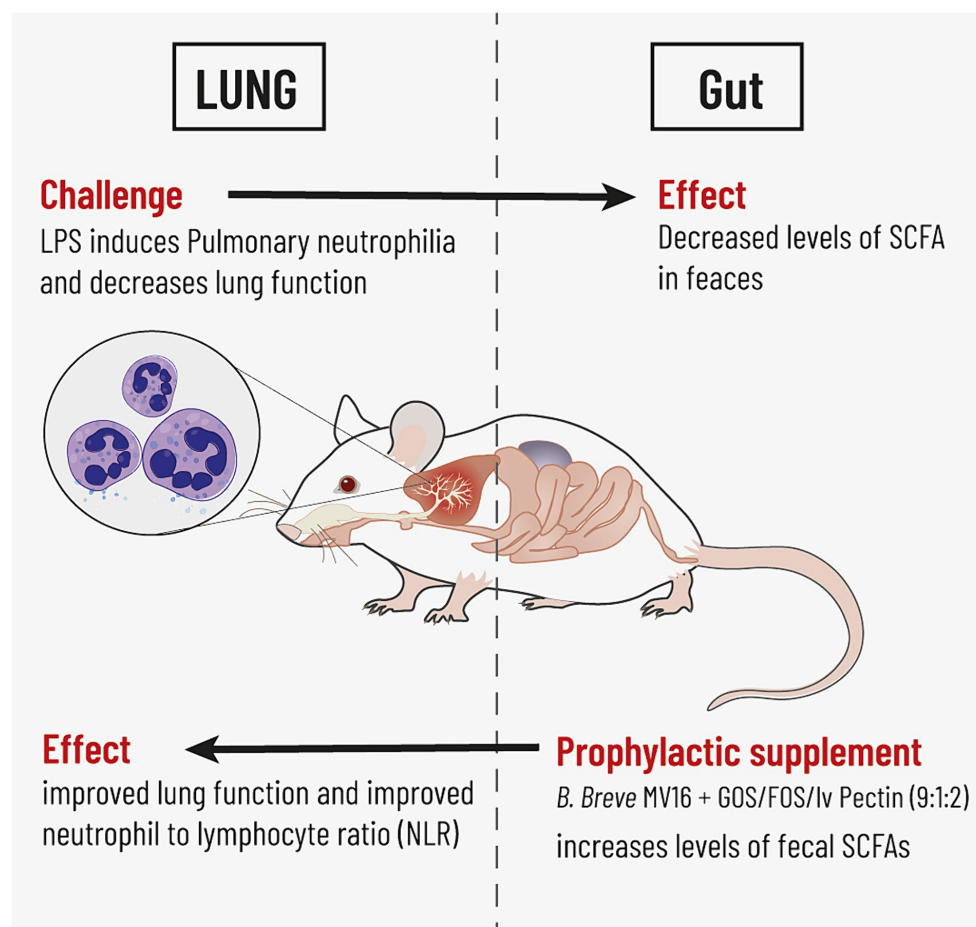 LUNG
Gut
Challenge
LPS induces Pulmonary neutrophilia
and decreases lung function
Effect
Decreased levels of SCFA
in feaces
Effect
improved lung function and improved
neutrophil to lymphocyte ratio (NLR)
Prophylactic supplement
B. Breve MV16 + GOS/FOS/lv Pectin (9:1:2)
increases levels of fecal SCFAs